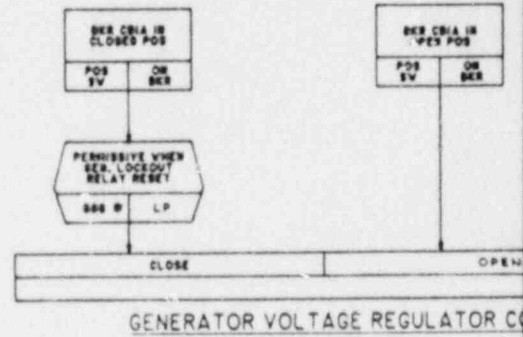 BKR CB1A IN
CLOSED POS
POS
SW
ON
BKR
BKR CB1A IN
OPEN POS
POS
SW
ON
BKR
PERMISSIVE WHEN
GEN. LOCKOUT
RELAY RESET
LP
CLOSE
OPEN
GENERATOR VOLTAGE REGULATOR CO